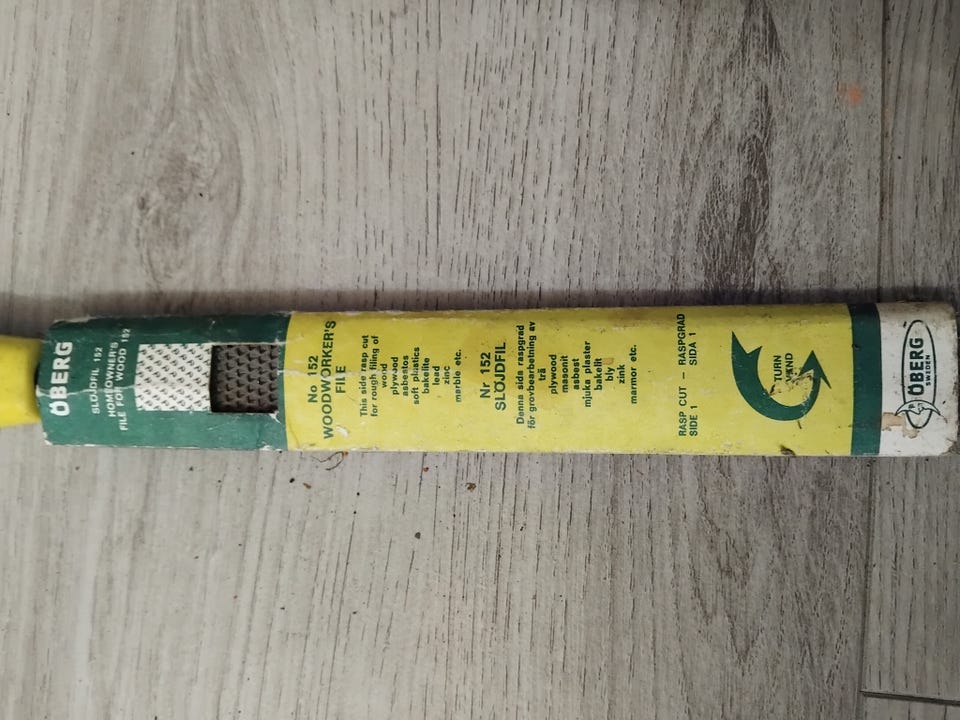 ÖBERG
SLÖJDFIL 152
HOMEOWNER'S
FILE FOR WOOD 152
No 152
WOODWORKER'S
FILE
This side rasp cut
for rough filing of
wood
plywood
asbestos
soft pluatics
bakelite
lead
zinc
marble etc.
Nr 152
SLÖJDFIL
Denna sida raspgrad
för grovbearbetning av
trä
plywood
masonit
asbest
mjuka plaster
bakelit
bly
zink
marmor etc.
RASP CUT – RASPGRAD
SIDE 1 SIDA 1
TURN
VÄND
ÖBERG
SWEDEN